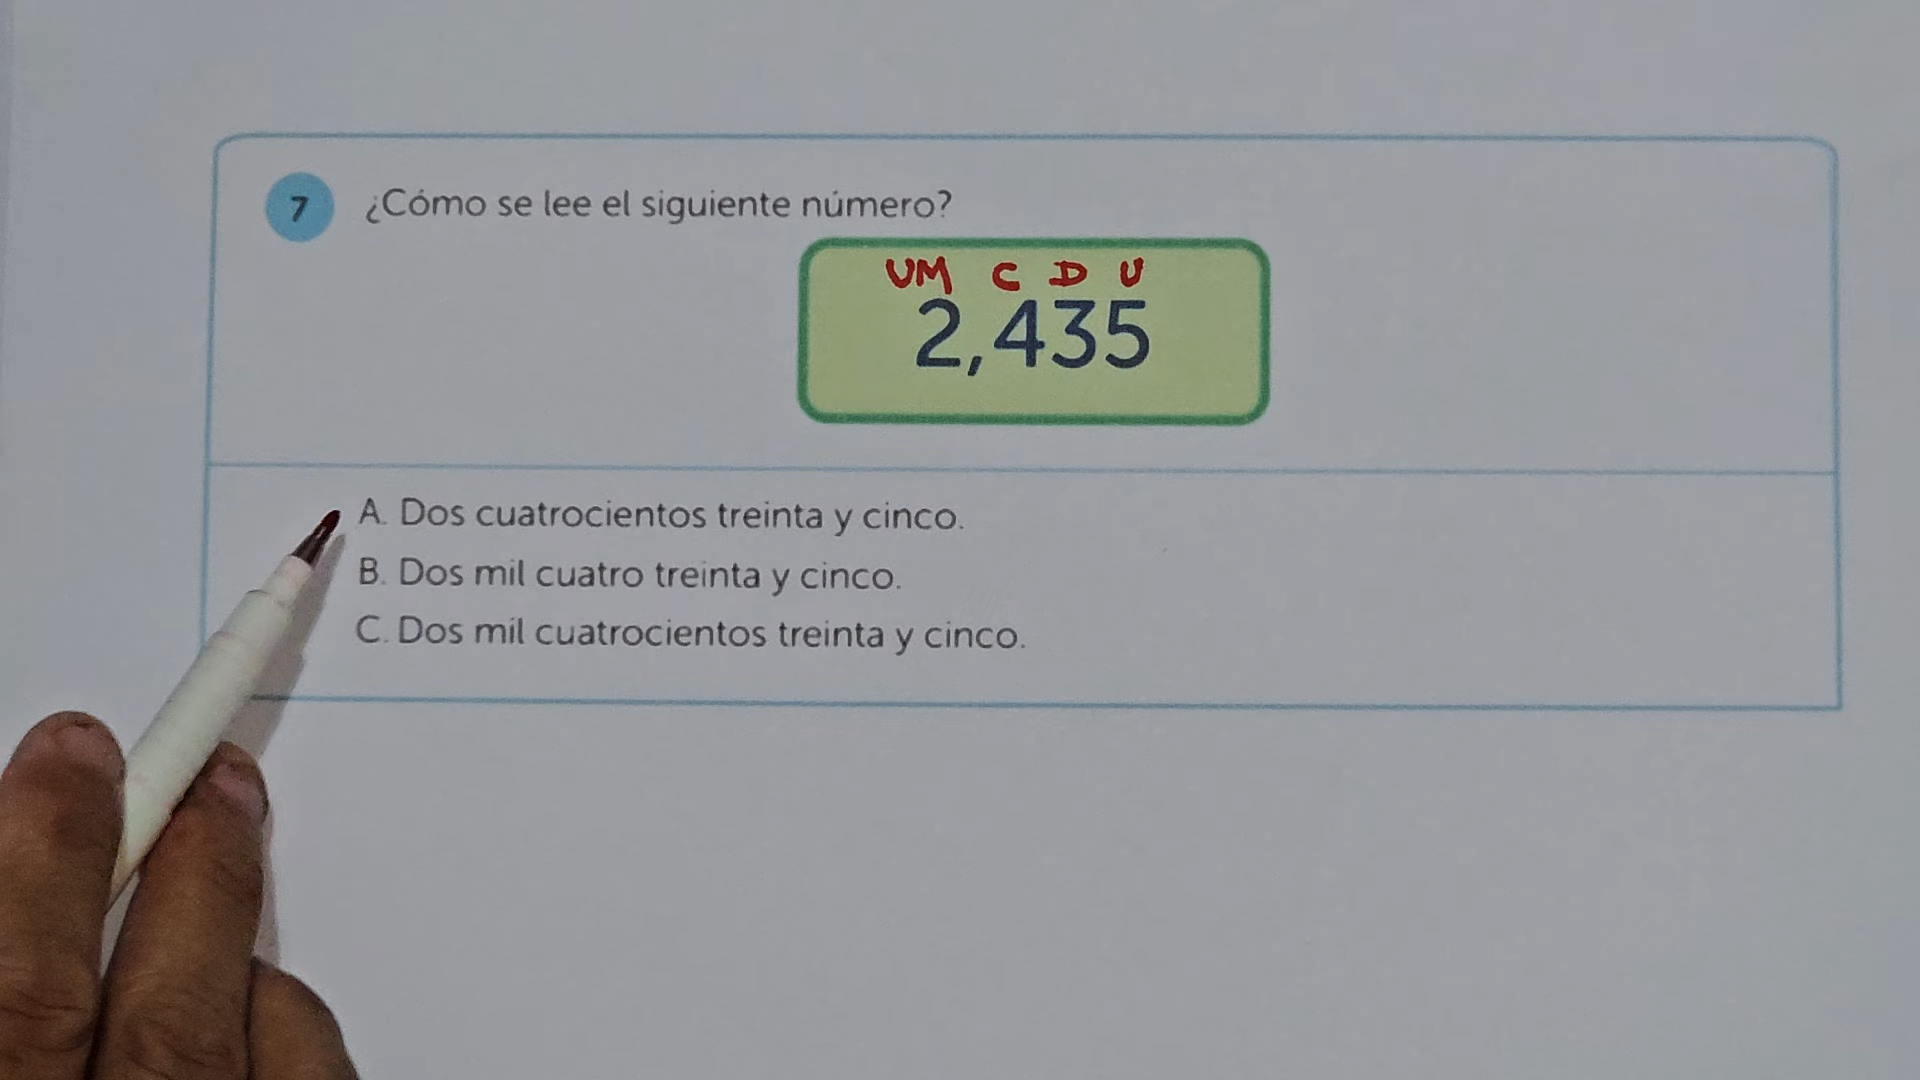 7 ¿Cómo se lee el siguiente número?
UM C D U
2,435
A. Dos cuatrocientos treinta y cinco.
B. Dos mil cuatro treinta y cinco.
C. Dos mil cuatrocientos treinta y cinco.